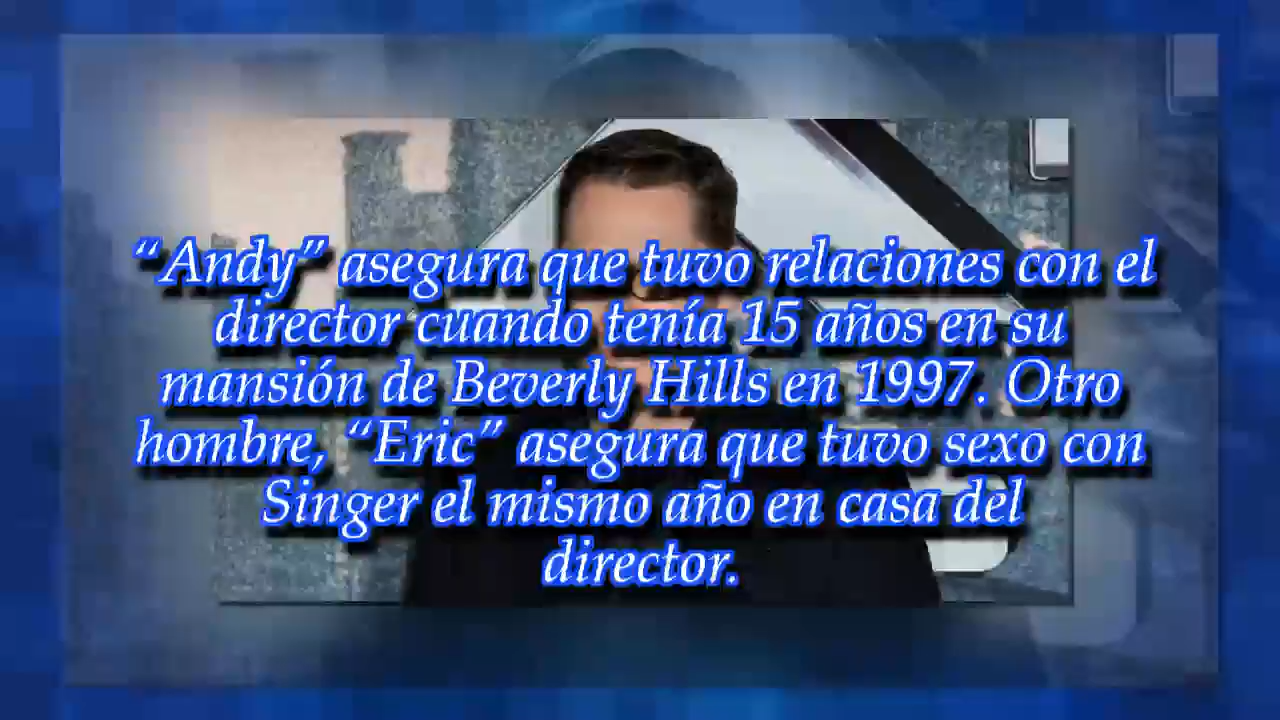 “Andy” asegura que tuvo relaciones con el
director cuando tenía 15 años en su
mansión de Beverly Hills en 1997. Otro
hombre, “Eric” asegura que tuvo sexo con
Singer el mismo año en casa del
director.